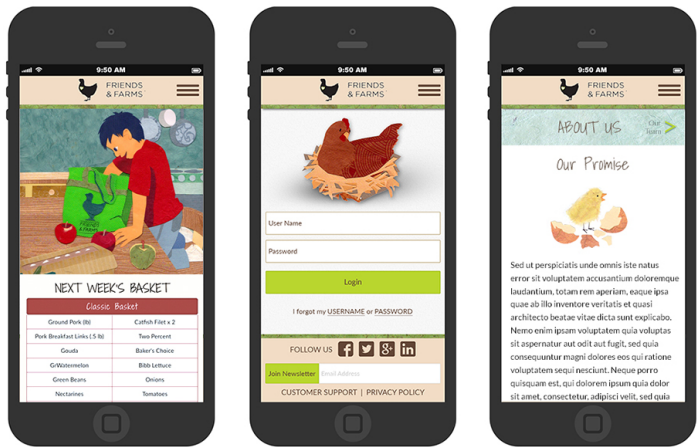 9:50 AM
FRIENDS
& FARMS
FRIENDS
& FARMS
NEXT WEEK'S BASKET
Classic Basket
Ground Pork (lb) Catfish Filet x 2
Pork Breakfast Links (.5 lb) Two Percent
Gouda Baker's Choice
GrWatermelon Bibb Lettuce
Green Beans Onions
Nectarines Tomatoes
9:50 AM
FRIENDS
& FARMS
User Name
Password
Login
I forgot my USERNAME or PASSWORD
FOLLOW US
Join Newsletter Email Address
CUSTOMER SUPPORT | PRIVACY POLICY
9:50 AM
FRIENDS
& FARMS
ABOUT US
Our
Team
Our Promise
Sed ut perspiciatis unde omnis iste natus
error sit voluptatem accusantium doloremque
laudantium, totam rem aperiam, eaque ipsa
quae ab illo inventore veritatis et quasi
architecto beatae vitae dicta sunt explicabo.
Nemo enim ipsam voluptatem quia voluptas
sit aspernatur aut odit aut fugit, sed quia
consequuntur magni dolores eos qui ratione
voluptatem sequi nesciunt. Neque porro
quisquam est, qui dolorem ipsum quia dolor
sit amet, consectetur, adipisci velit, sed quia